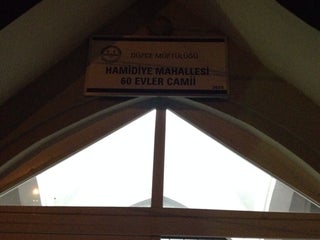 DÜZCE MÜFTÜLÜĞÜ
HAMİDİYE MAHALLESİ
60 EVLER CAMİİ